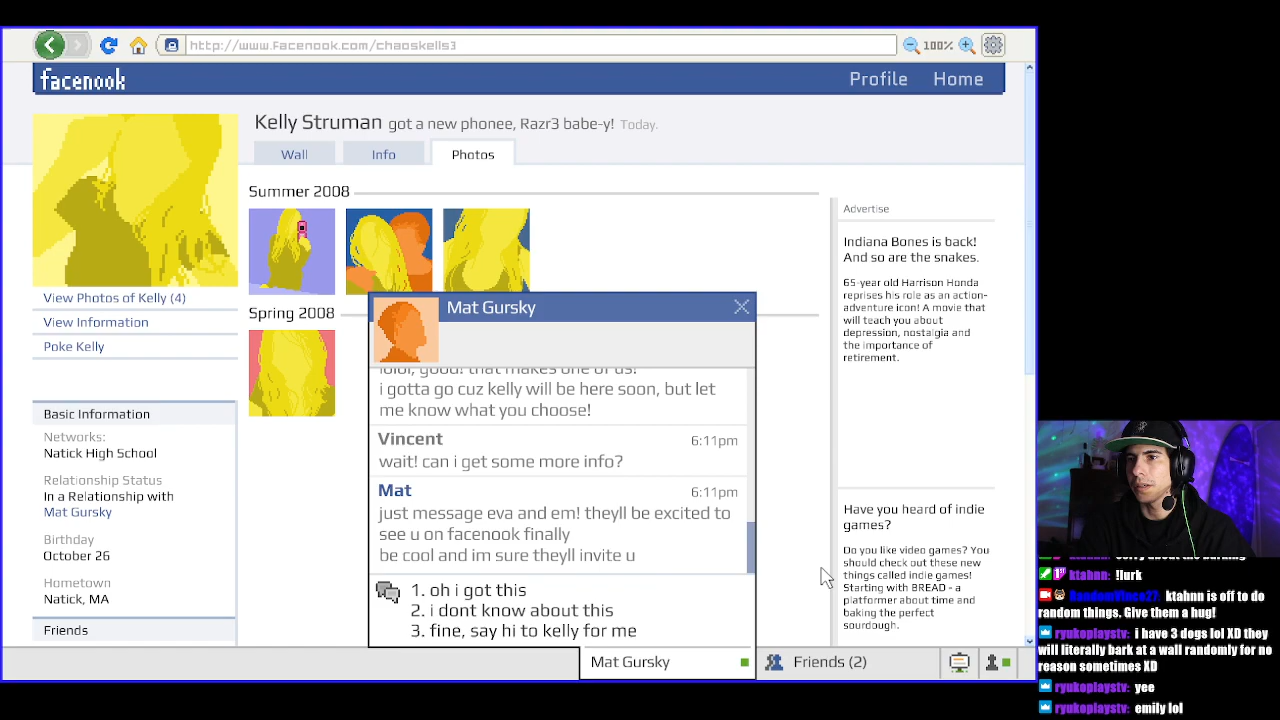 http://www.facenook.com/chaoskells3
100%
facenook
Profile Home
Kelly Struman got a new phonee, Razr3 babe-y! Today.
Wall Info Photos
Summer 2008
Spring 2008
View Photos of Kelly (4)
View Information
Poke Kelly
Basic Information
Networks:
Natick High School
Relationship Status
In a Relationship with
Mat Gursky
Birthday
October 26
Hometown
Natick, MA
Friends
Mat Gursky
lolol, good! that makes one of us!
i gotta go cuz kelly will be here soon, but let
me know what you choose!
Vincent 6:11pm
wait! can i get some more info?
Mat 6:11pm
just message eva and em! theyll be excited to
see u on facenook finally
be cool and im sure theyll invite u
1. oh i got this
2. i dont know about this
3. fine, say hi to kelly for me
Mat Gursky
Friends (2)
Advertise
Indiana Bones is back!
And so are the snakes.
65-year old Harrison Honda
reprises his role as an action-
adventure icon! A movie that
will teach you about
depression, nostalgia and
the importance of
retirement.
Have you heard of indie
games?
Do you like video games? You
should check out these new
things called indie games!
Starting with BREAD - a
platformer about time and
baking the perfect
sourdough.
ktahnn: !lurk
RandomVince27: ktahnn is off to do
random things. Give them a hug!
ryukoplaystv: i have 3 dogs lol XD they
will literally bark at a wall randomly for no
reason sometimes XD
ryukoplaystv: yee
ryukoplaystv: emily lol